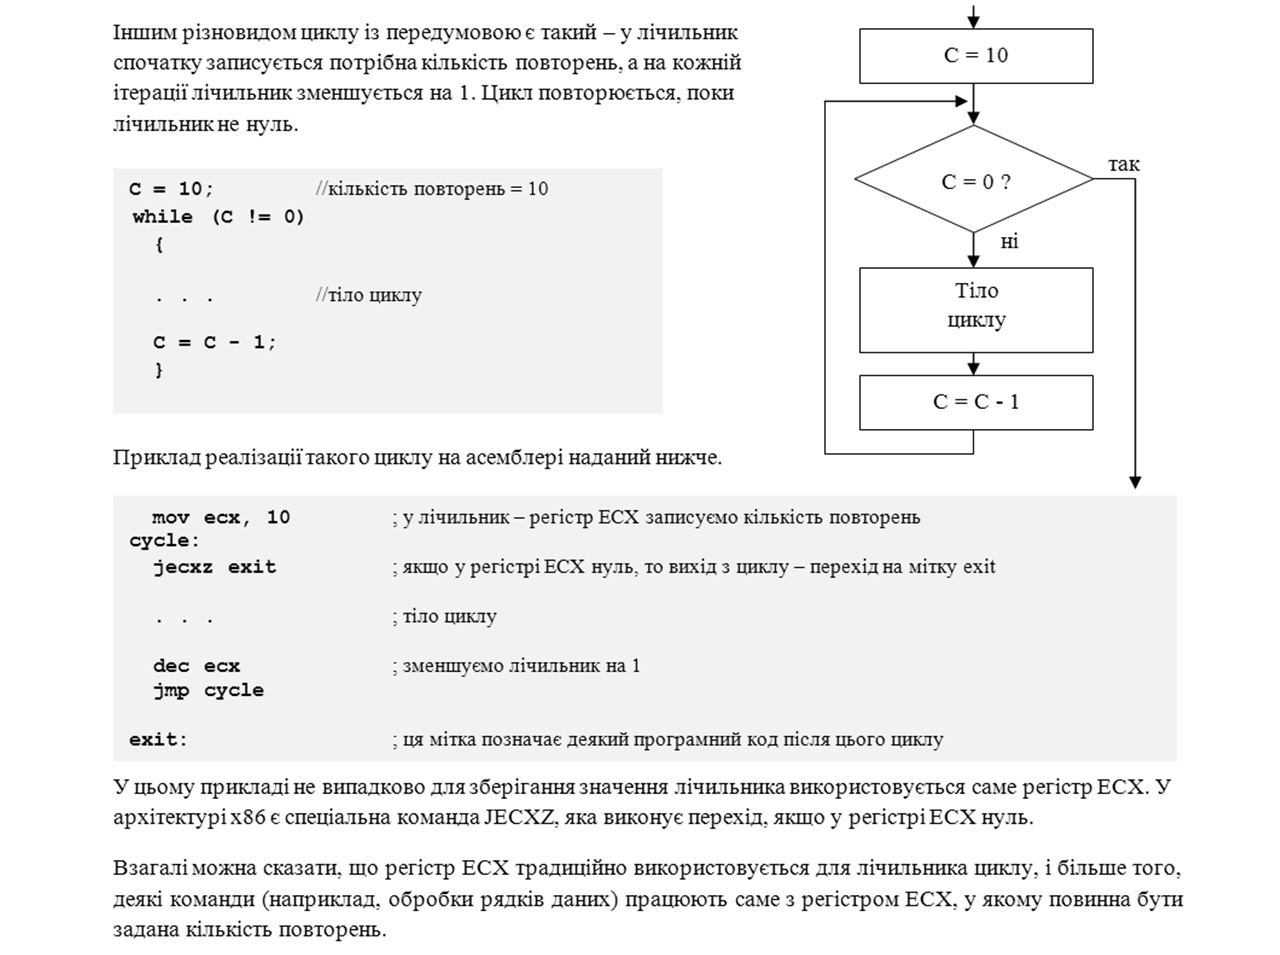 Іншим різновидом циклу із передумовою є такий – у лічильник
спочатку записується потрібна кількість повторень, а на кожній
ітерації лічильник зменшується на 1. Цикл повторюється, поки
лічильник не нуль.
C = 10; //кількість повторень = 10
while (C != 0)
{
. . . //тіло циклу
C = C - 1;
}
C = 10
C = 0 ?
так
ні
Тіло
циклу
C = C - 1
Приклад реалізації такого циклу на асемблері наданий нижче.
mov ecx, 10 ; у лічильник – регістр ECX записуємо кількість повторень
cycle:
jecxz exit ; якщо у регістрі ECX нуль, то вихід з циклу – перехід на мітку exit
. . . ; тіло циклу
dec ecx ; зменшуємо лічильник на 1
jmp cycle
exit: ; ця мітка позначає деякий програмний код після цього циклу
У цьому прикладі не випадково для зберігання значення лічильника використовується саме регістр ECX. У
архітектурі x86 є спеціальна команда JECXZ, яка виконує перехід, якщо у регістрі ECX нуль.
Взагалі можна сказати, що регістр ECX традиційно використовується для лічильника циклу, і більше того,
деякі команди (наприклад, обробки рядків даних) працюють саме з регістром ECX, у якому повинна бути
задана кількість повторень.